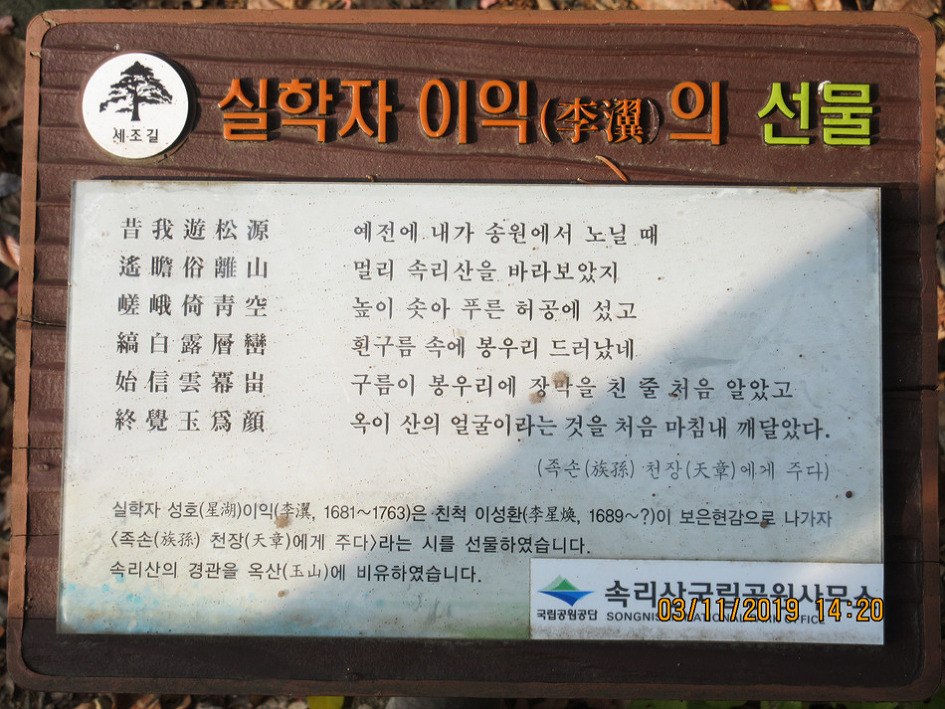 세조길
실학자 이익(李瀷)의 선물
昔我遊松源 예전에 내가 송원에서 노닐 때
遙瞻俗離山 멀리 속리산을 바라보았지
嵯峨倚靑空 높이 솟아 푸른 허공에 섰고
縞白露層巒 흰구름 속에 봉우리 드러났네
始信雲冪峀 구름이 봉우리에 장막을 친 줄 처음 알았고
終覺玉爲顔 옥이 산의 얼굴이라는 것을 처음 마침내 깨달았다.
(족손(族孫) 천장(天章)에게 주다)
실학자 성호(星湖)이익(李瀷, 1681~1763)은 친척 이성환(李星煥, 1689~?)이 보은현감으로 나가자
<족손(族孫) 천장(天章)에게 주다>라는 시를 선물하였습니다.
속리산의 경관을 옥산(玉山)에 비유하였습니다.
국립공원공단
속리산국립공원사무소
OFFICE
03/11/2019 14:20